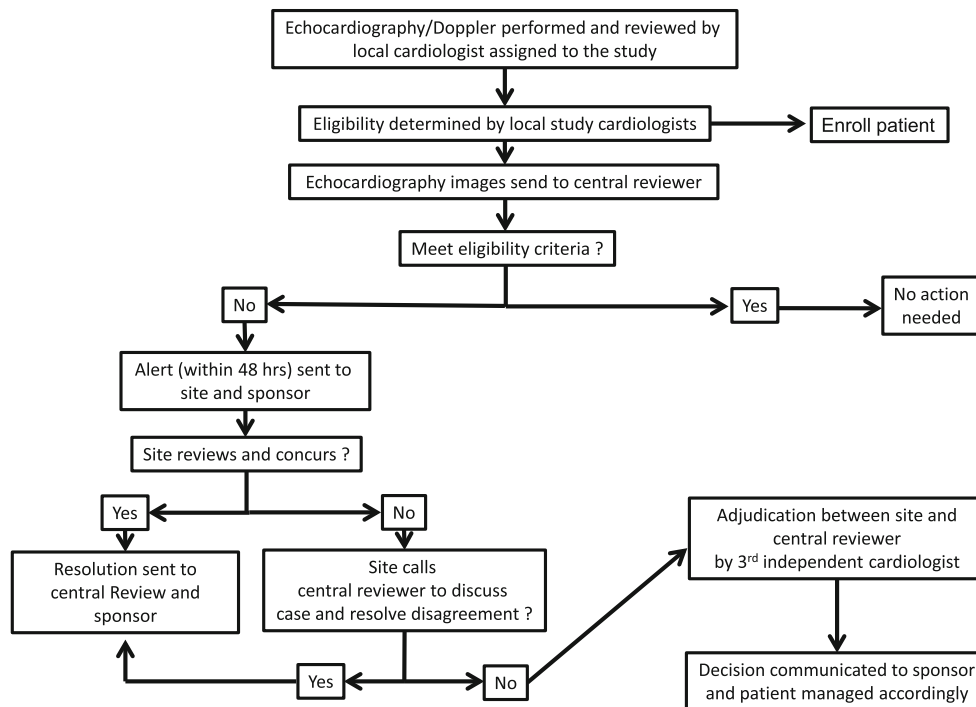 Echocardiography/Doppler performed and reviewed by
local cardiologist assigned to the study
Eligibility determined by local study cardiologists
Enroll patient
Echocardiography images send to central reviewer
Meet eligibility criteria ?
No
Yes
No action
needed
Alert (within 48 hrs) sent to
site and sponsor
Site reviews and concurs ?
Yes
No
Resolution sent to
central Review and
sponsor
Site calls
central reviewer to discuss
case and resolve disagreement ?
Adjudication between site and
central reviewer
by 3rd independent cardiologist
Yes
No
Decision communicated to sponsor
and patient managed accordingly